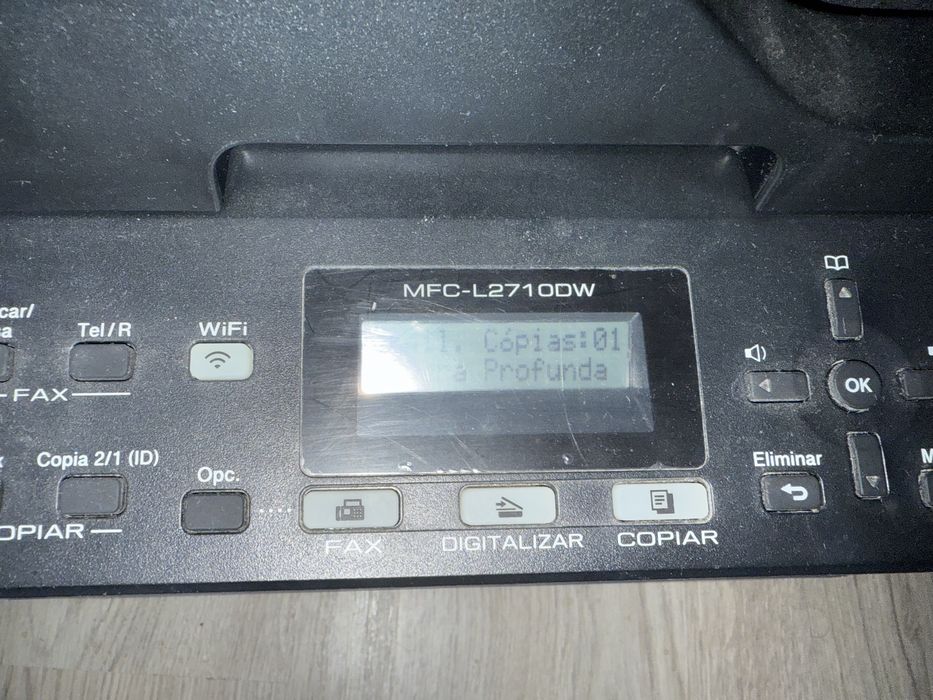 MFC-L2710DW
Cópias:01
Profunda
car/
Tel/R
WiFi
FAX
Copia 2/1 (ID)
Opc.
OPIAR
FAX
DIGITALIZAR
COPIAR
OK
Eliminar
M